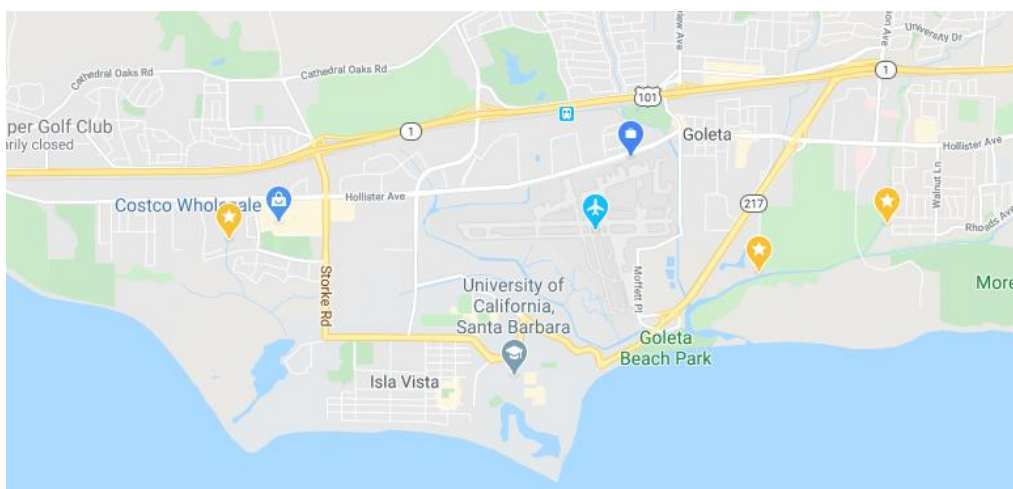 Cathedral Oaks Rd
Cathedral Oaks Rd
University Dr
1
101
1
per Golf Club
Goleta
Hollister Ave
Hollister Ave
Walnut Ln
Costco Wholesale
217
Rhoads Ave
Storke Rd
Moffett Pl
University of
California,
Santa Barbara
More
Goleta
Beach Park
Isla Vista